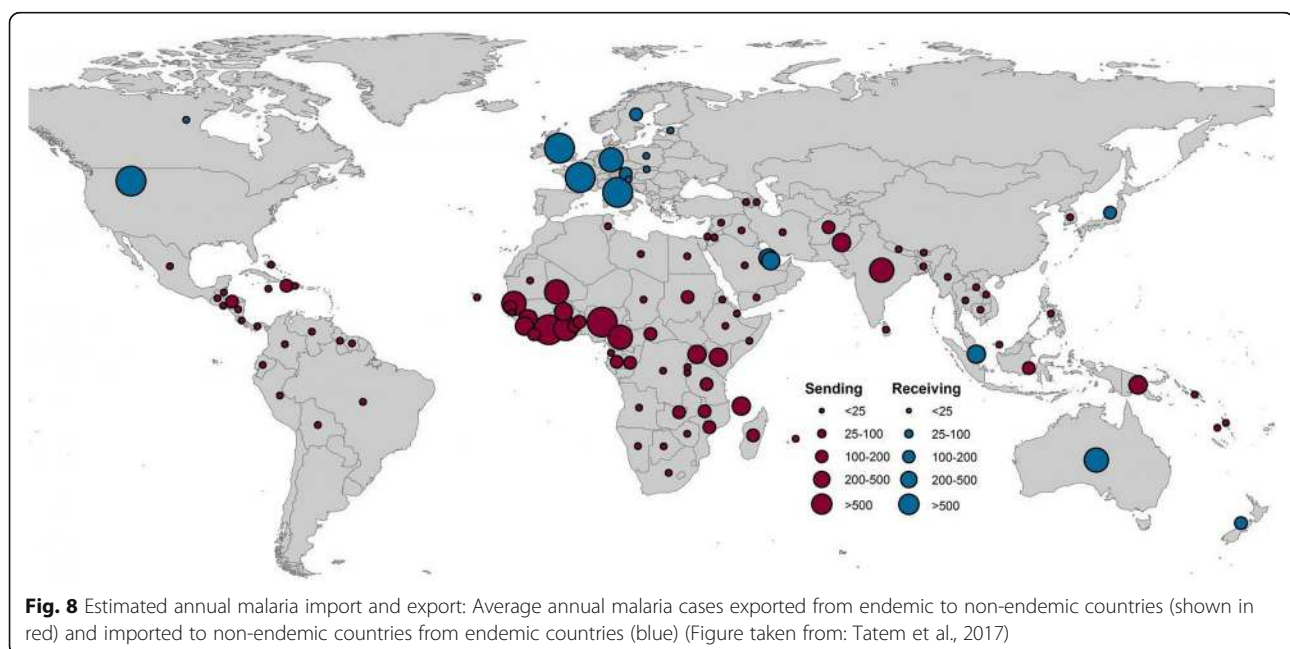 Sending Receiving
<25 <25
25-100 25-100
100-200 100-200
200-500 200-500
>500 >500
Fig. 8 Estimated annual malaria import and export: Average annual malaria cases exported from endemic to non-endemic countries (shown in
red) and imported to non-endemic countries from endemic countries (blue) (Figure taken from: Tatem et al., 2017)